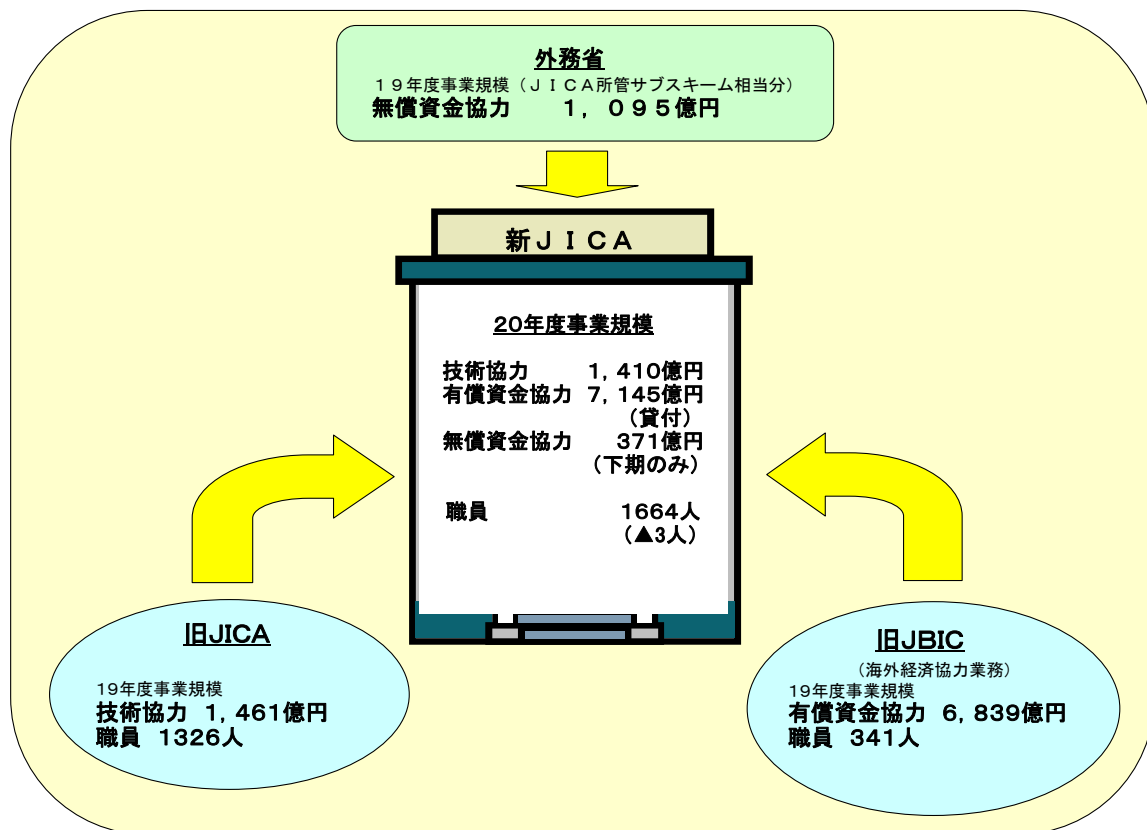 外務省
19年度事業規模（JICA所管サブスキーム相当分）
無償資金協力　　1，095億円
新JICA
20年度事業規模
技術協力　　　1，410億円
有償資金協力　7，145億円
（貸付）
無償資金協力　　371億円
（下期のみ）
職員　　　　　1664人
（▲3人）
旧JICA
19年度事業規模
技術協力　1，461億円
職員　1326人
旧JBIC
（海外経済協力業務）
19年度事業規模
有償資金協力　6，839億円
職員　341人